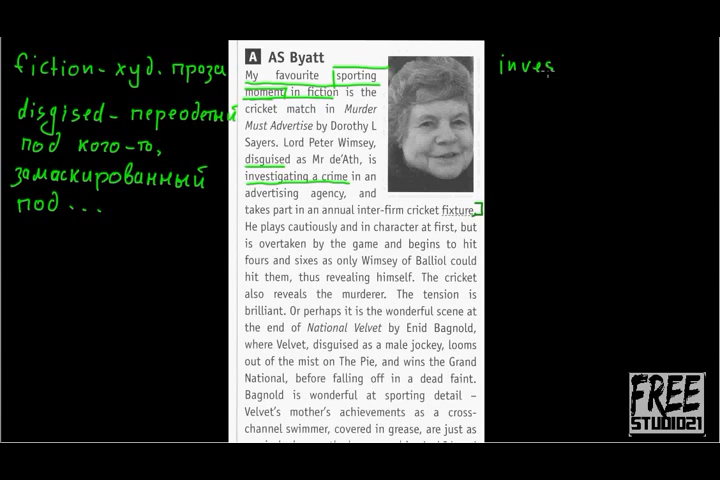 fiction - худ. проза
disgised - переодетый
под кого-то,
замаскированный
под ...
A AS Byatt
My favourite sporting
moment in fiction is the
cricket match in Murder
Must Advertise by Dorothy L
Sayers. Lord Peter Wimsey,
disguised as Mr de'Ath, is
investigating a crime in an
advertising agency, and
takes part in an annual inter-firm cricket fixture.
He plays cautiously and in character at first, but
is overtaken by the game and begins to hit
fours and sixes as only Wimsey of Balliol could
hit them, thus revealing himself. The cricket
also reveals the murderer. The tension is
brilliant. Or perhaps it is the wonderful scene at
the end of National Velvet by Enid Bagnold,
where Velvet, disguised as a male jockey, looms
out of the mist on The Pie, and wins the Grand
National, before falling off in a dead faint.
Bagnold is wonderful at sporting detail –
Velvet's mother's achievements as a cross-
channel swimmer, covered in grease, are just as
inves
FREE
STUDIO21